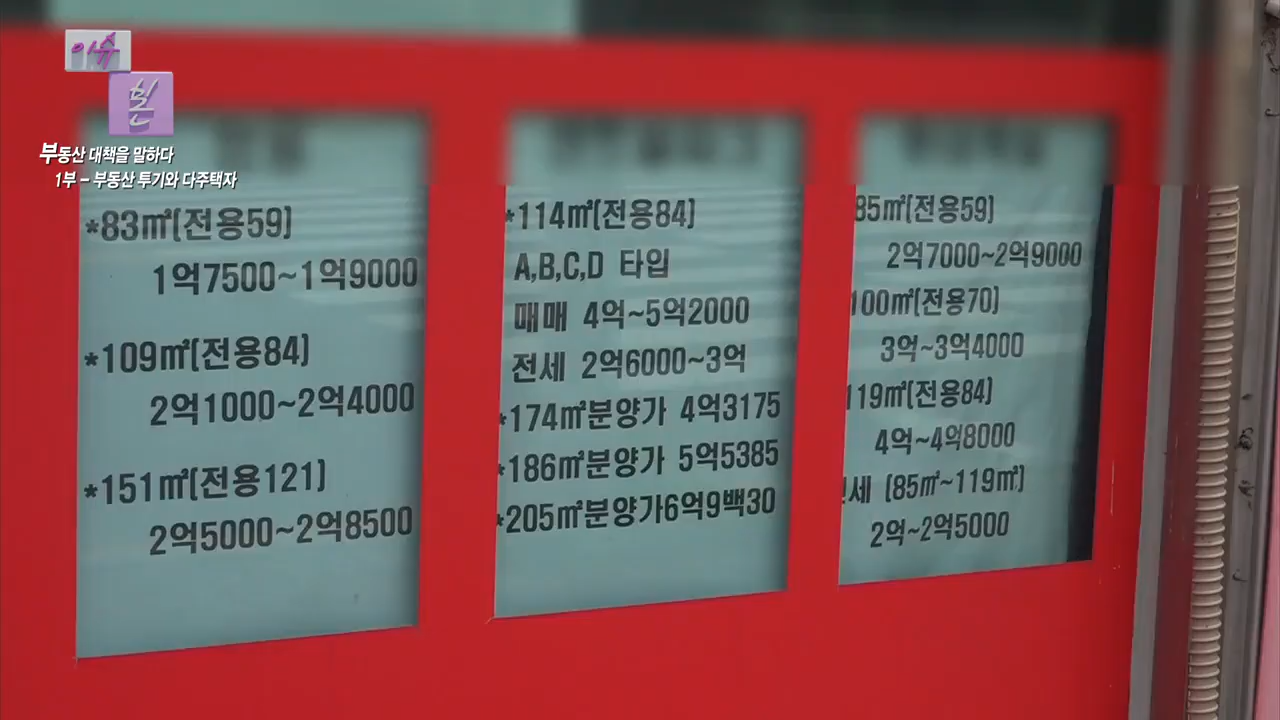 이슈
부동산 대책을 말하다
1부 - 부동산 투기와 다주택자
*83㎡(전용59)
1억7500~1억9000
*109㎡(전용84)
2억1000~2억4000
*151㎡(전용121)
2억5000~2억8500
*114㎡(전용84)
A,B,C,D 타입
매매 4억~5억2000
전세 2억6000~3억
*174㎡분양가 4억3175
*186㎡분양가 5억5385
*205㎡분양가6억9백30
85㎡(전용59)
2억7000~2억9000
100㎡(전용70)
3억~3억4000
119㎡(전용84)
4억~4억8000
전세 (85㎡~119㎡)
2억~2억5000